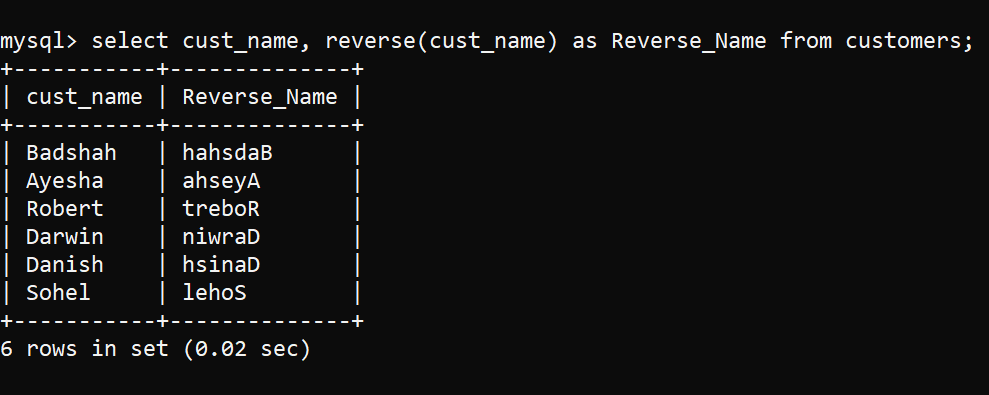 mysql> select cust_name, reverse(cust_name) as Reverse_Name from customers;
+-----------+--------------+
| cust_name | Reverse_Name |
+-----------+--------------+
| Badshah   | hahsdaB      |
| Ayesha    | ahseyA       |
| Robert    | treboR       |
| Darwin    | niwraD       |
| Danish    | hsinaD       |
| Sohel     | lehoS        |
+-----------+--------------+
6 rows in set (0.02 sec)